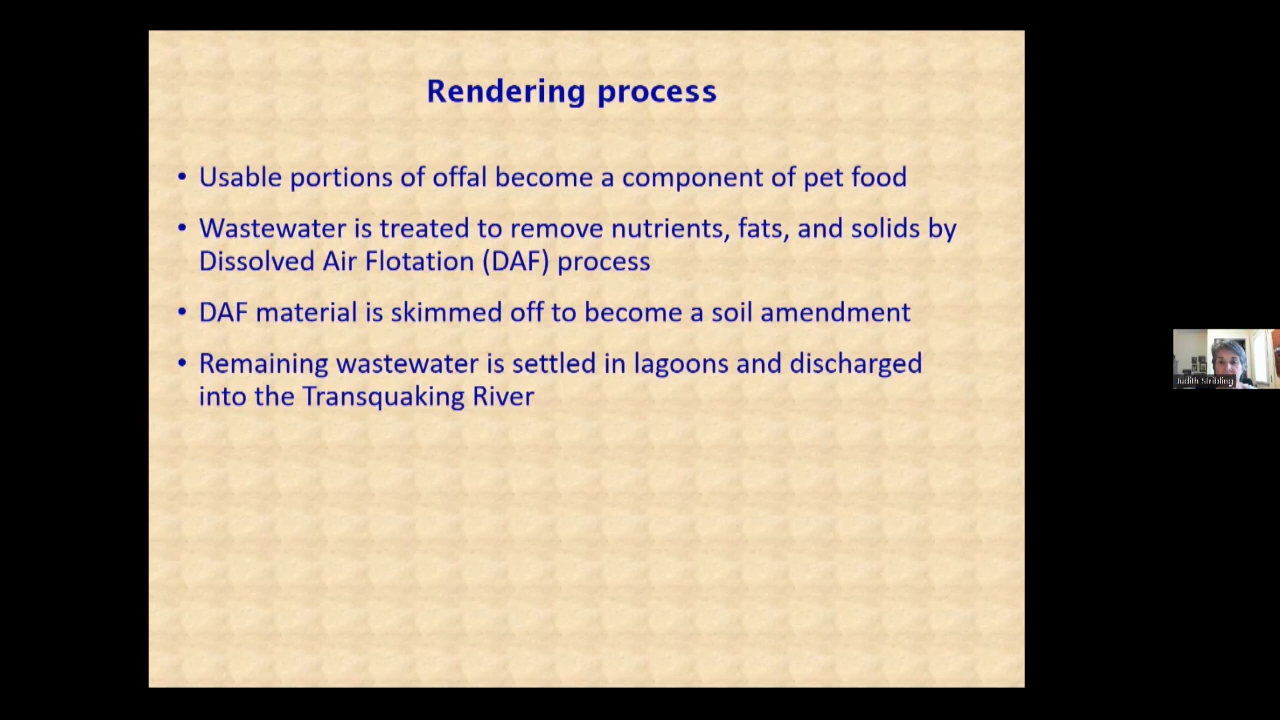 Rendering process
• Usable portions of offal become a component of pet food
• Wastewater is treated to remove nutrients, fats, and solids by
Dissolved Air Flotation (DAF) process
• DAF material is skimmed off to become a soil amendment
• Remaining wastewater is settled in lagoons and discharged
into the Transquaking River
Judith Stribling